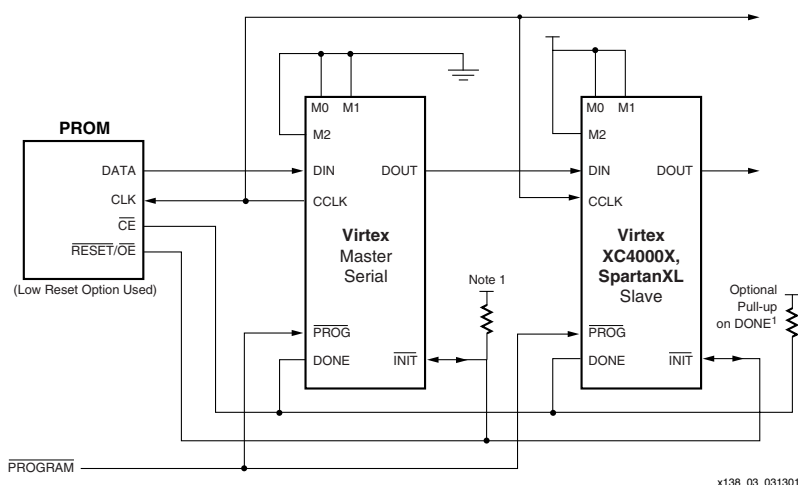 M0 M1
M2
DIN DOUT
CCLK
Virtex
Master
Serial
PROG
DONE INIT
M0 M1
M2
DIN DOUT
CCLK
Virtex
XC4000X,
SpartanXL
Slave
PROG
DONE INIT
PROM
DATA
CLK
CE
RESET/OE
(Low Reset Option Used)
Note 1
Optional
Pull-up
on DONE¹
PROGRAM
x138_03_031301